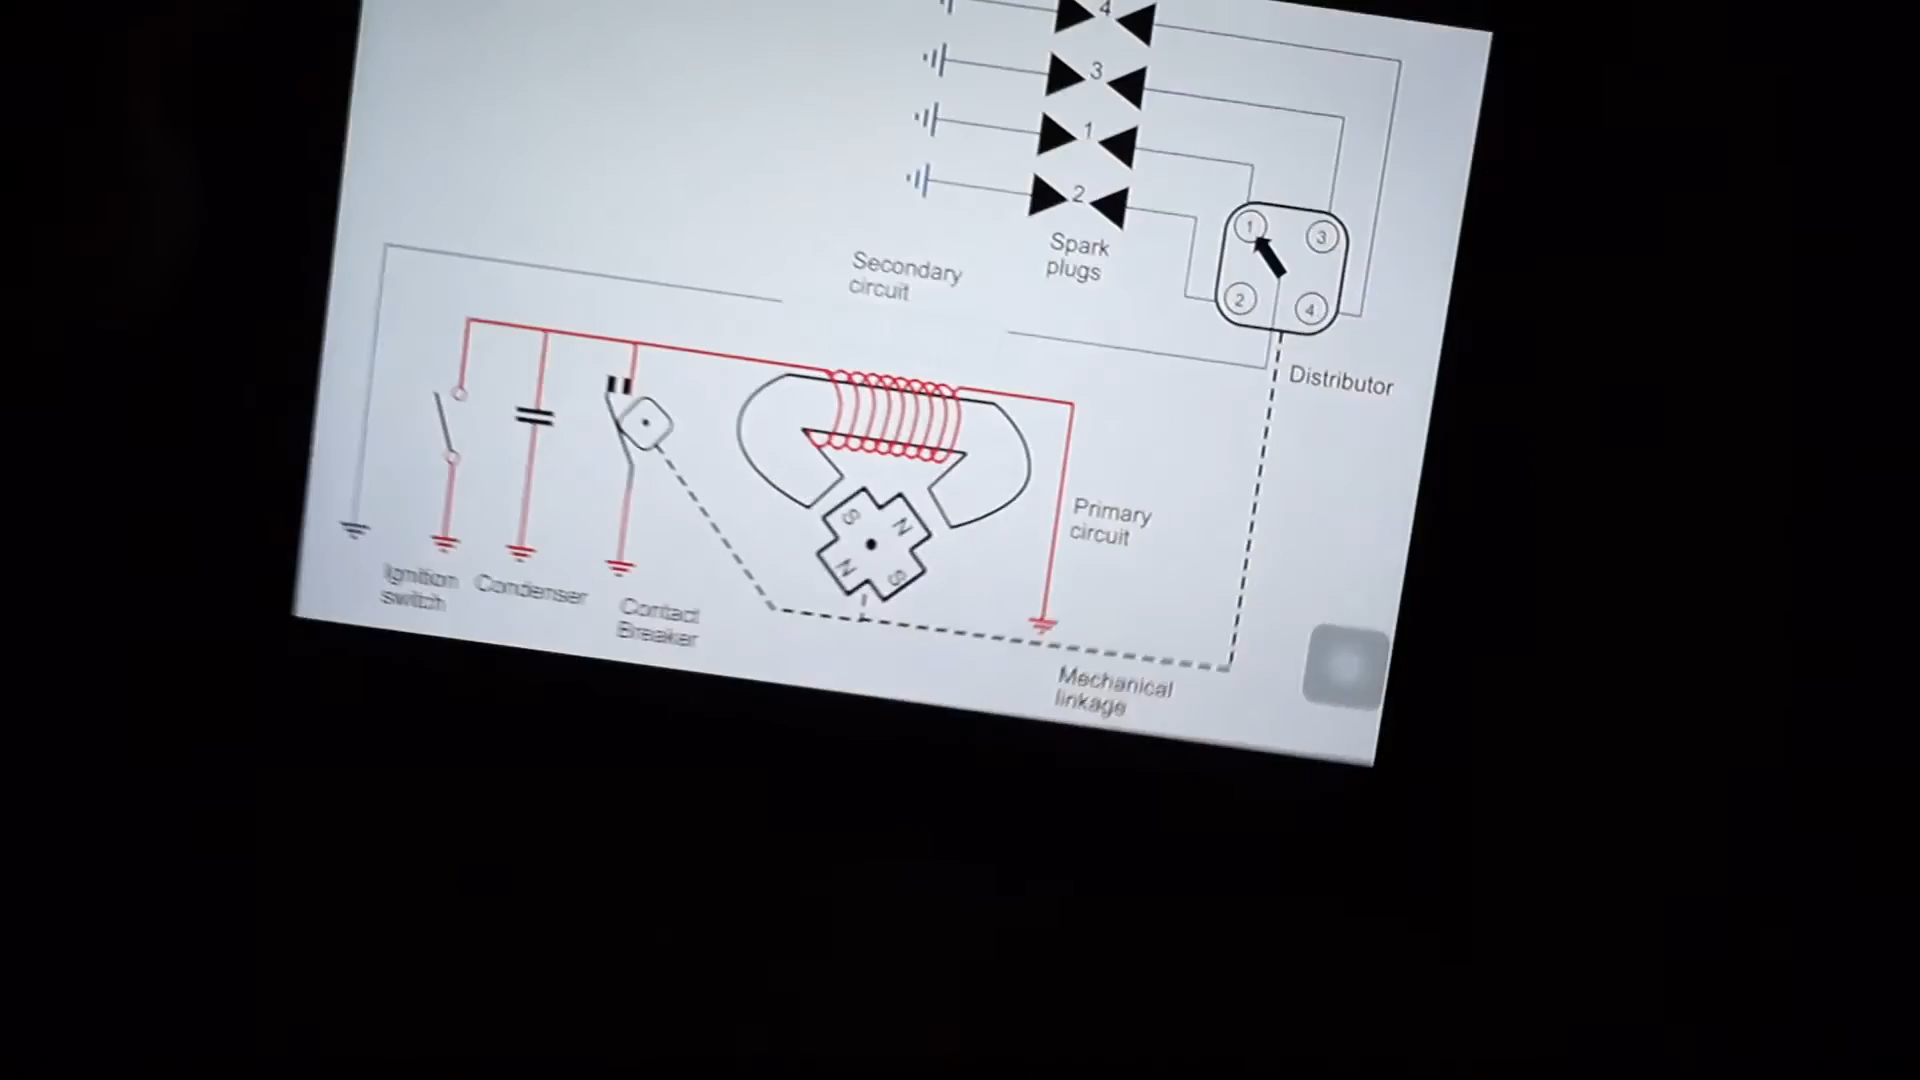 4
3
1
2
Spark
plugs
1
3
2
4
Secondary
circuit
Distributor
Primary
circuit
S
N
N
S
Ignition
switch
Condenser
Contact
Breaker
Mechanical
linkage